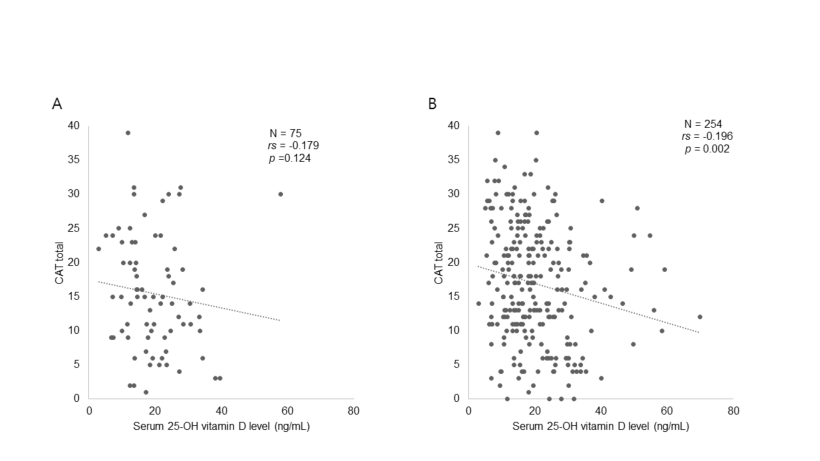 A
N = 75
rs = -0.179
p =0.124
CAT total
40
35
30
25
20
15
10
5
0
0 20 40 60 80
Serum 25-OH vitamin D level (ng/mL)
B
N = 254
rs = -0.196
p = 0.002
CAT total
40
35
30
25
20
15
10
5
0
0 20 40 60 80
Serum 25-OH vitamin D level (ng/mL)